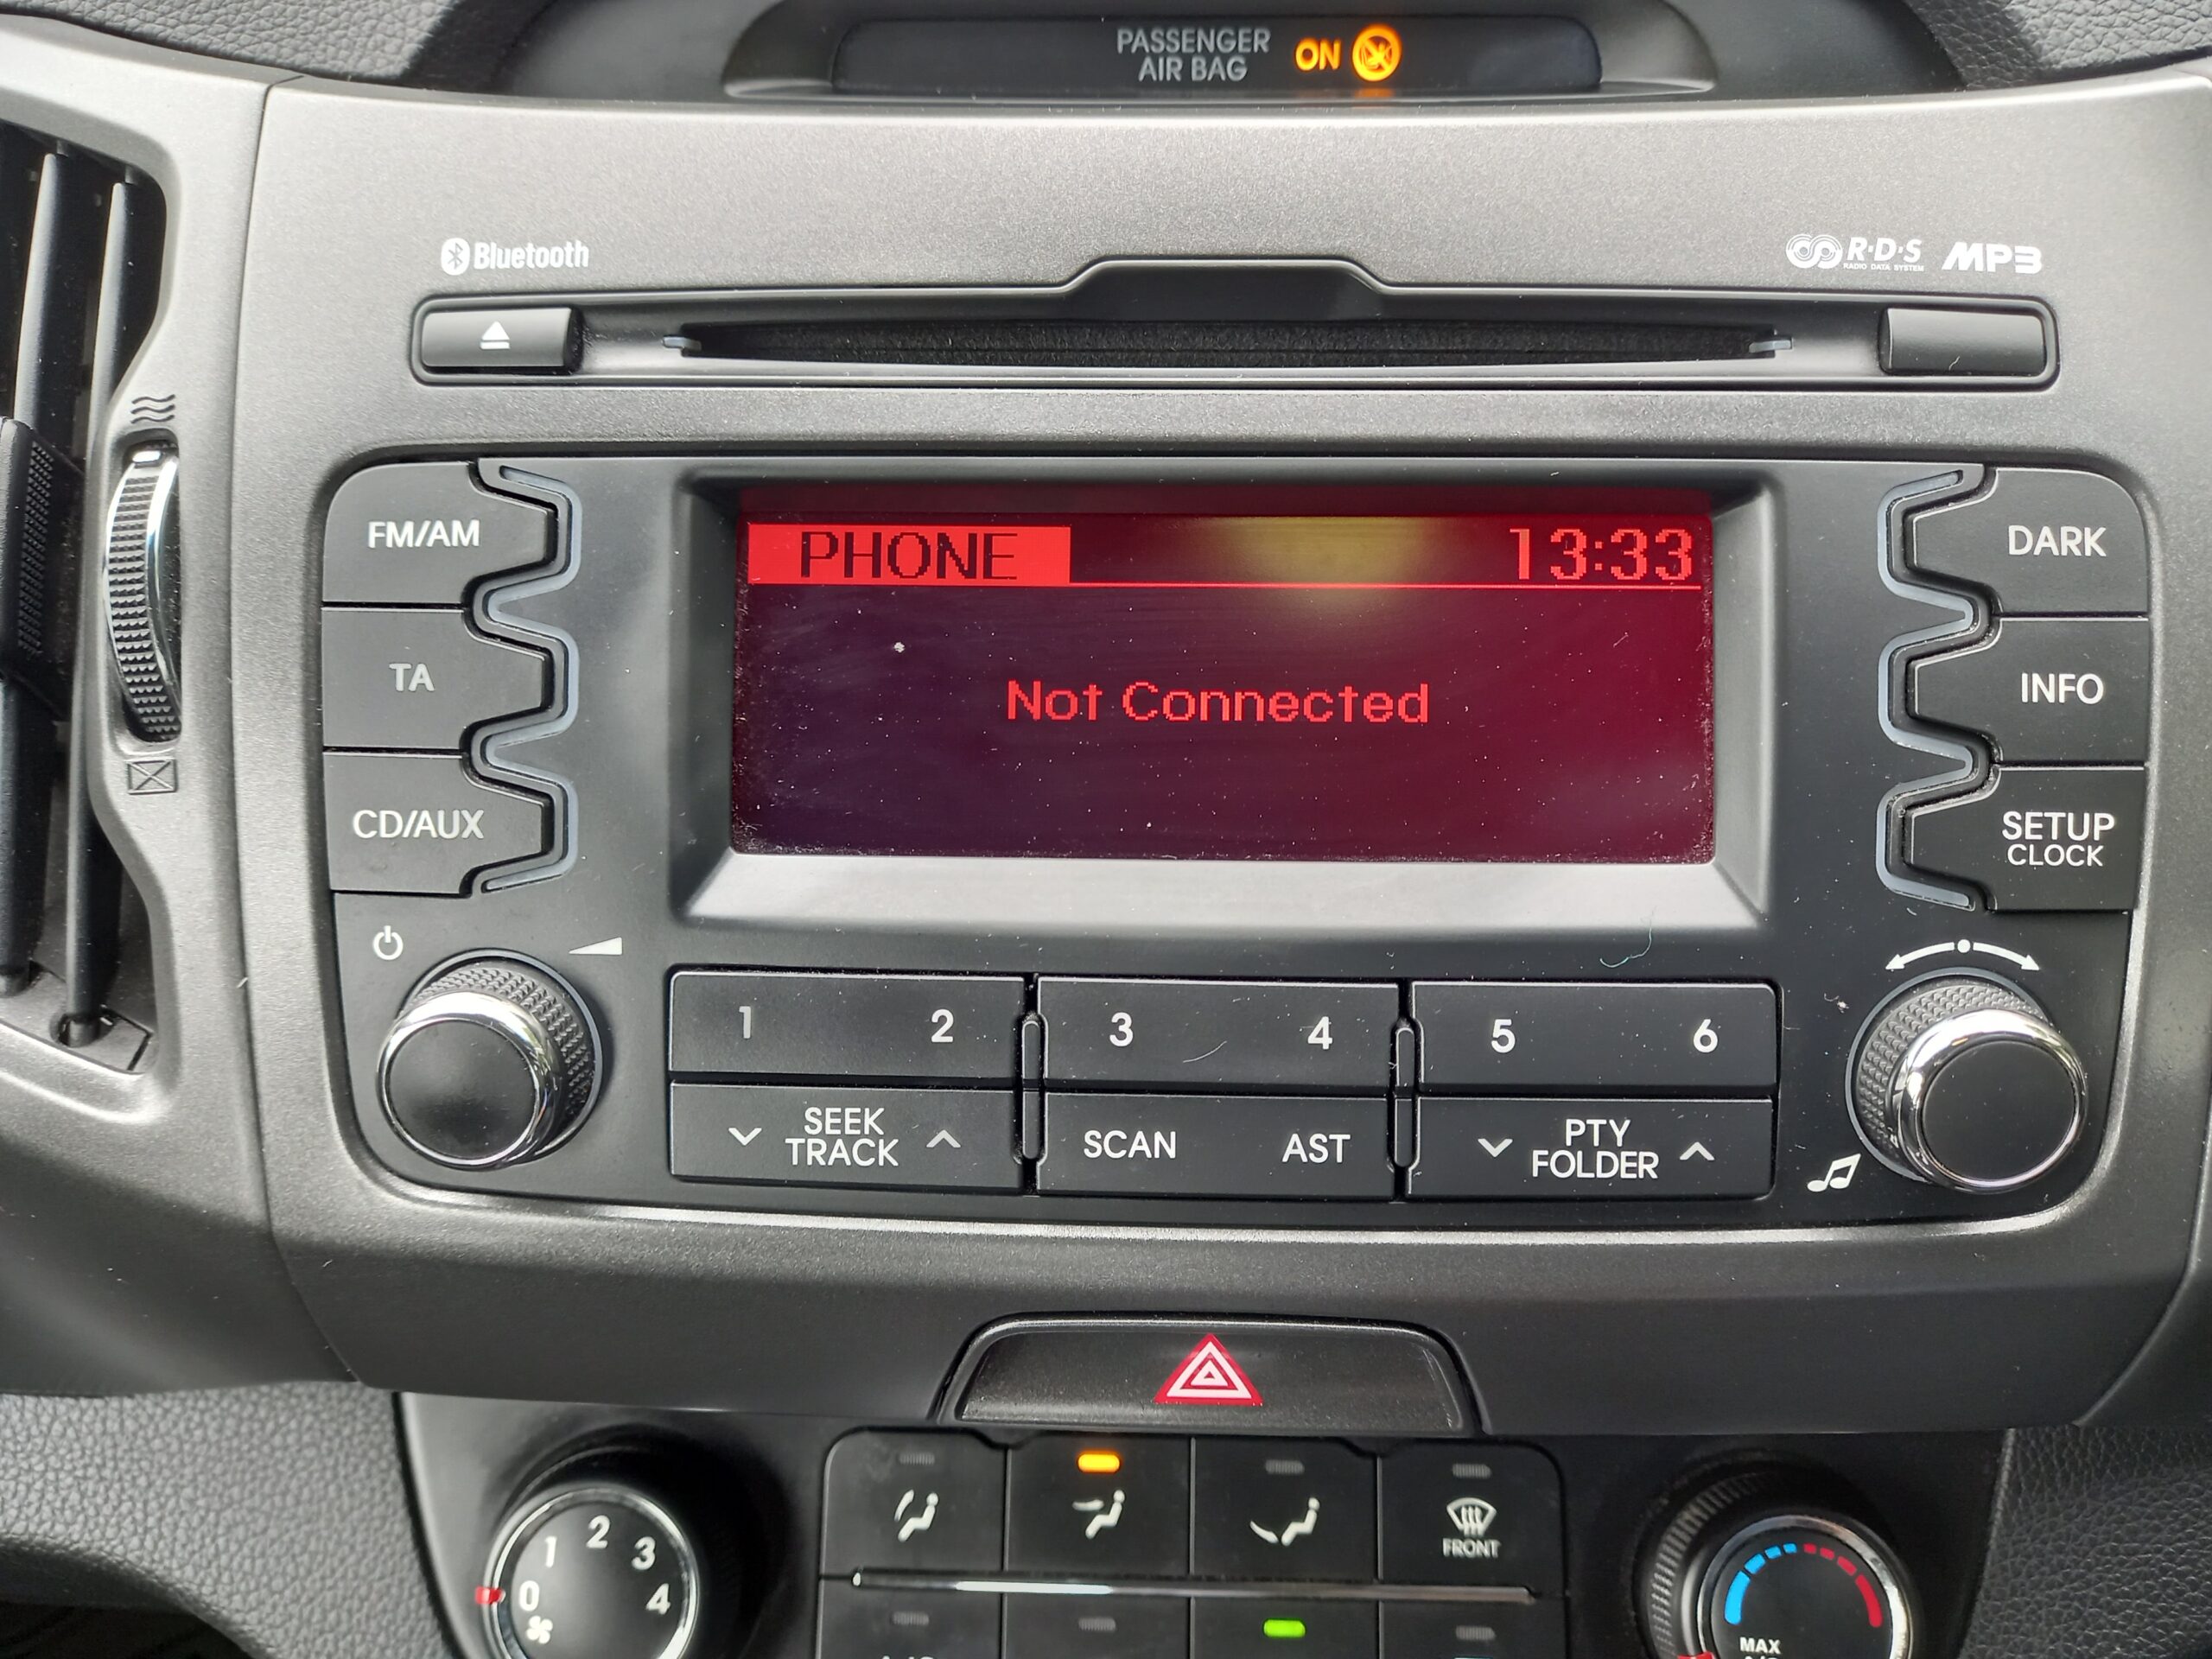 PASSENGER
AIR BAG
ON
Bluetooth
R·D·S
RADIO DATA SYSTEM
MP3
FM/AM
TA
CD/AUX
PHONE
13:33
Not Connected
DARK
INFO
SETUP
CLOCK
1 2 3 4 5 6
SEEK
TRACK
SCAN
AST
PTY
FOLDER
FRONT
0 1 2 3 4
MAX